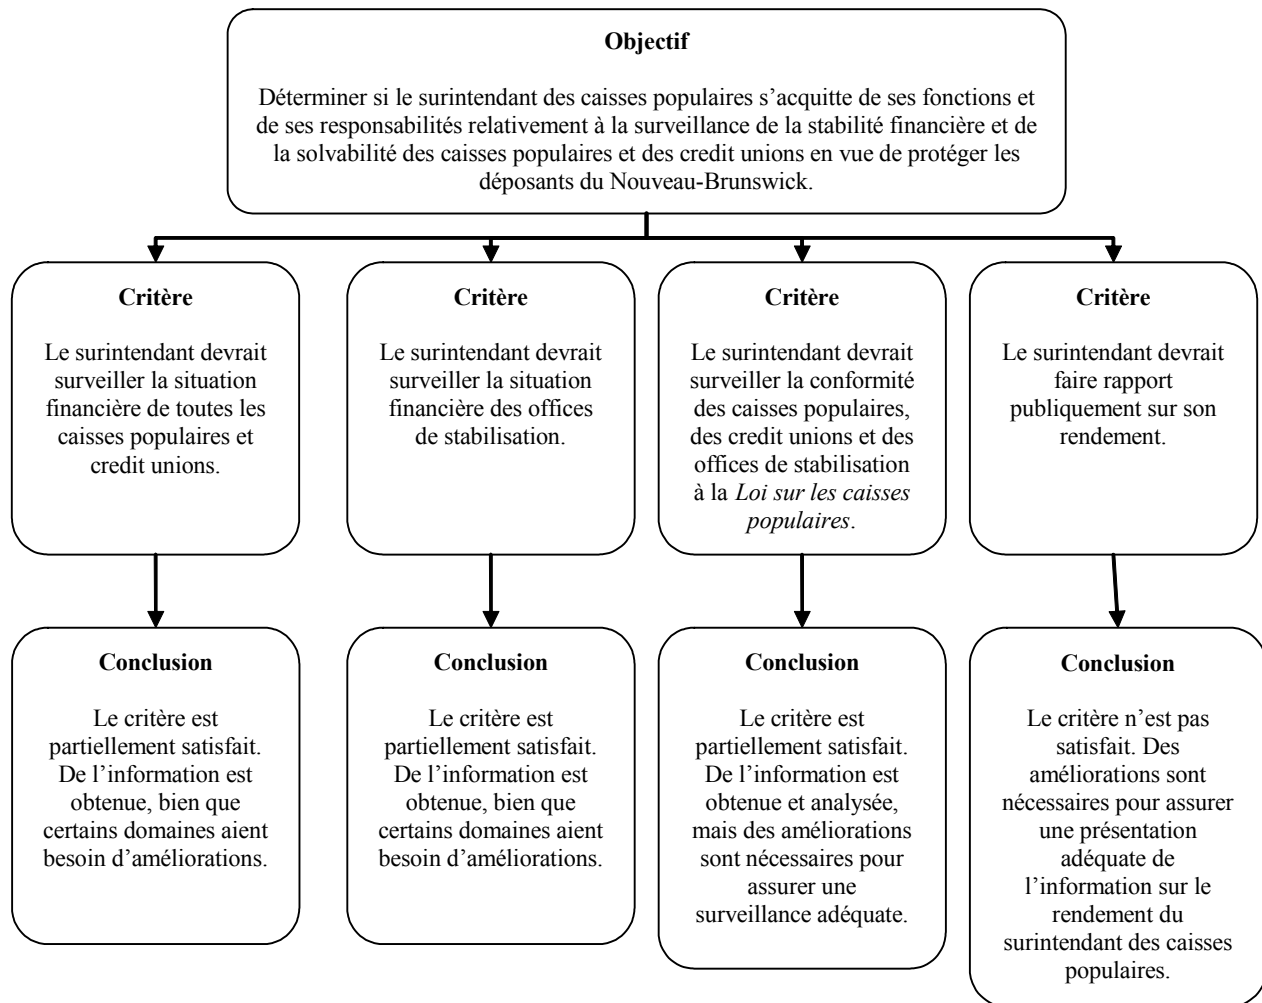 Objectif
Déterminer si le surintendant des caisses populaires s’acquitte de ses fonctions et
de ses responsabilités relativement à la surveillance de la stabilité financière et de
la solvabilité des caisses populaires et des credit unions en vue de protéger les
déposants du Nouveau-Brunswick.
Critère
Le surintendant devrait
surveiller la situation
financière de toutes les
caisses populaires et
credit unions.
Critère
Le surintendant devrait
surveiller la situation
financière des offices
de stabilisation.
Critère
Le surintendant devrait
surveiller la conformité
des caisses populaires,
des credit unions et des
offices de stabilisation
à la Loi sur les caisses
populaires.
Critère
Le surintendant devrait
faire rapport
publiquement sur son
rendement.
Conclusion
Le critère est
partiellement satisfait.
De l’information est
obtenue, bien que
certains domaines aient
besoin d’améliorations.
Conclusion
Le critère est
partiellement satisfait.
De l’information est
obtenue, bien que
certains domaines aient
besoin d’améliorations.
Conclusion
Le critère est
partiellement satisfait.
De l’information est
obtenue et analysée,
mais des améliorations
sont nécessaires pour
assurer une
surveillance adéquate.
Conclusion
Le critère n’est pas
satisfait. Des
améliorations sont
nécessaires pour assurer
une présentation
adéquate de
l’information sur le
rendement du
surintendant des caisses
populaires.